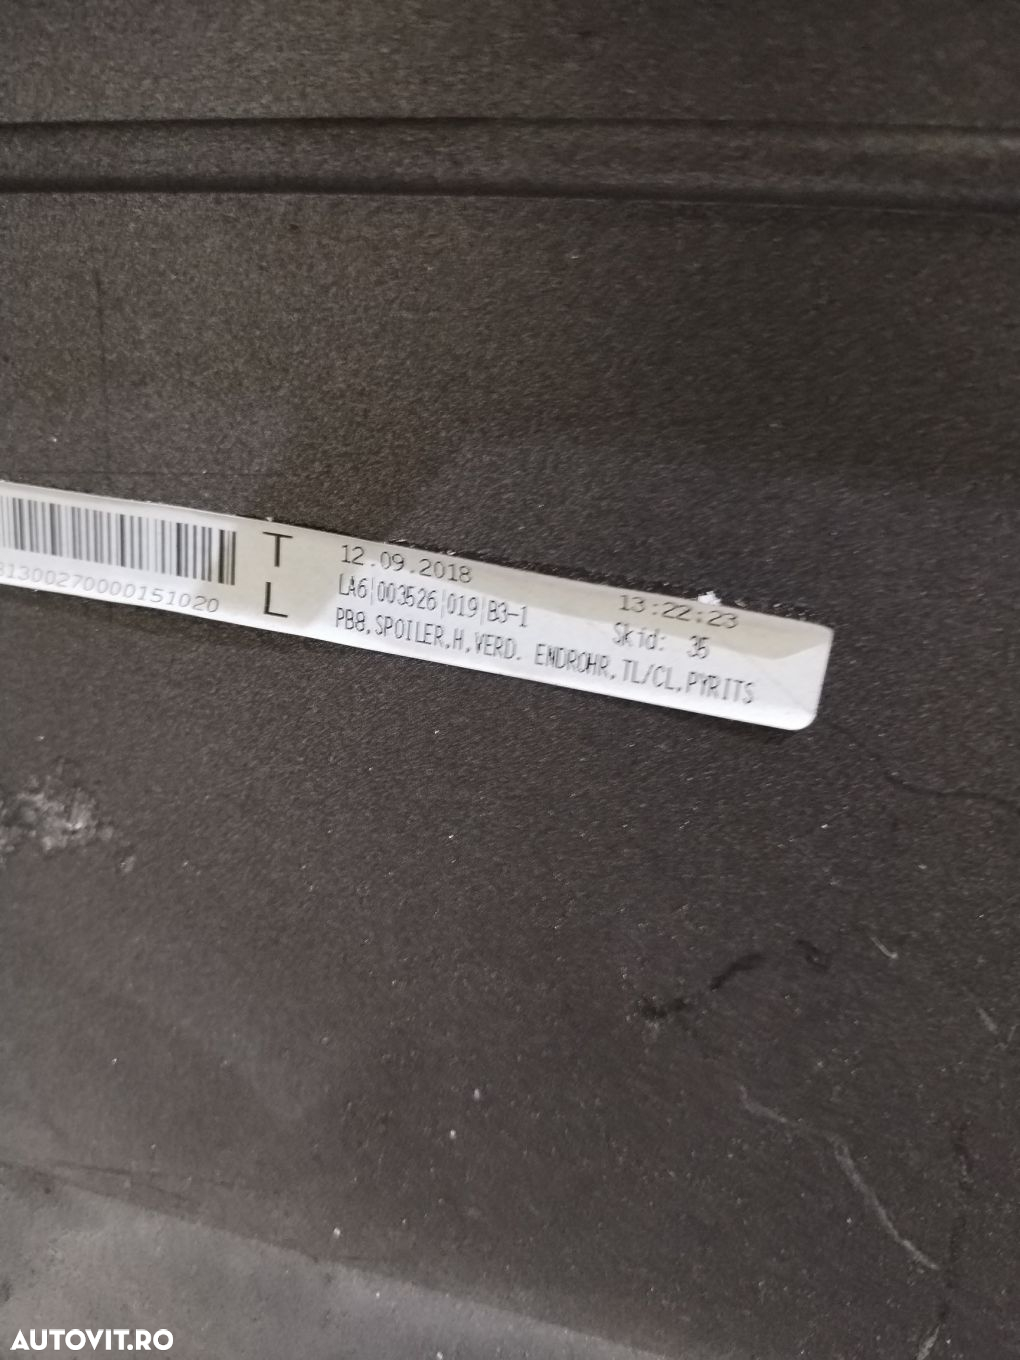 31300270000151020
T
L
12.09.2018
13:22:23
LA6|003526|019|B3-1
Skid: 35
PB8,SPOILER,H,VERD. ENDROHR,TL/CL,PYRITS
AUTOVIT.RO